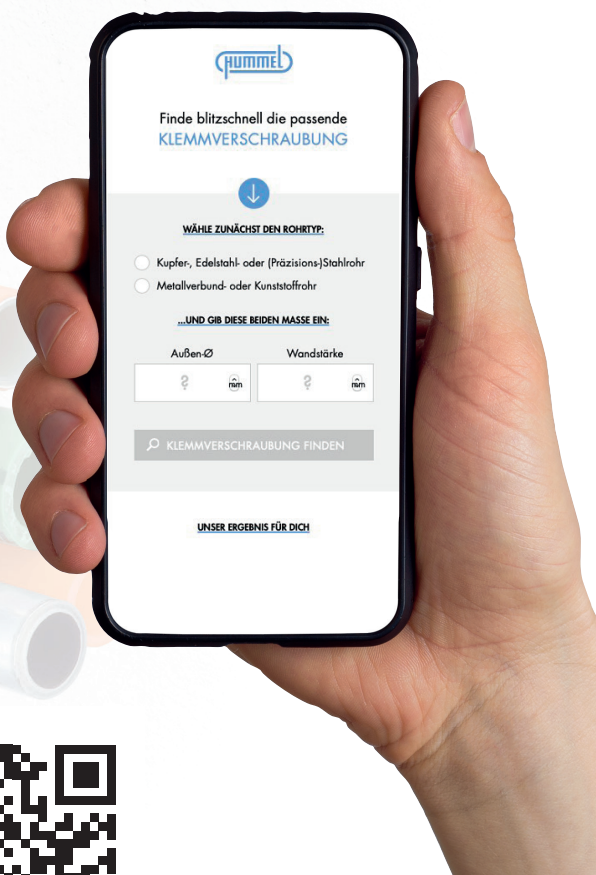 HUMMEL
Finde blitzschnell die passende
KLEMMVERSCHRAUBUNG
WÄHLE ZUNÄCHST DEN ROHRTYP:
Kupfer-, Edelstahl- oder (Präzisions-)Stahlrohr
Metallverbund- oder Kunststoffrohr
...UND GIB DIESE BEIDEN MASSE EIN:
Außen-Ø Wandstärke
? mm ? mm
KLEMMVERSCHRAUBUNG FINDEN
UNSER ERGEBNIS FÜR DICH